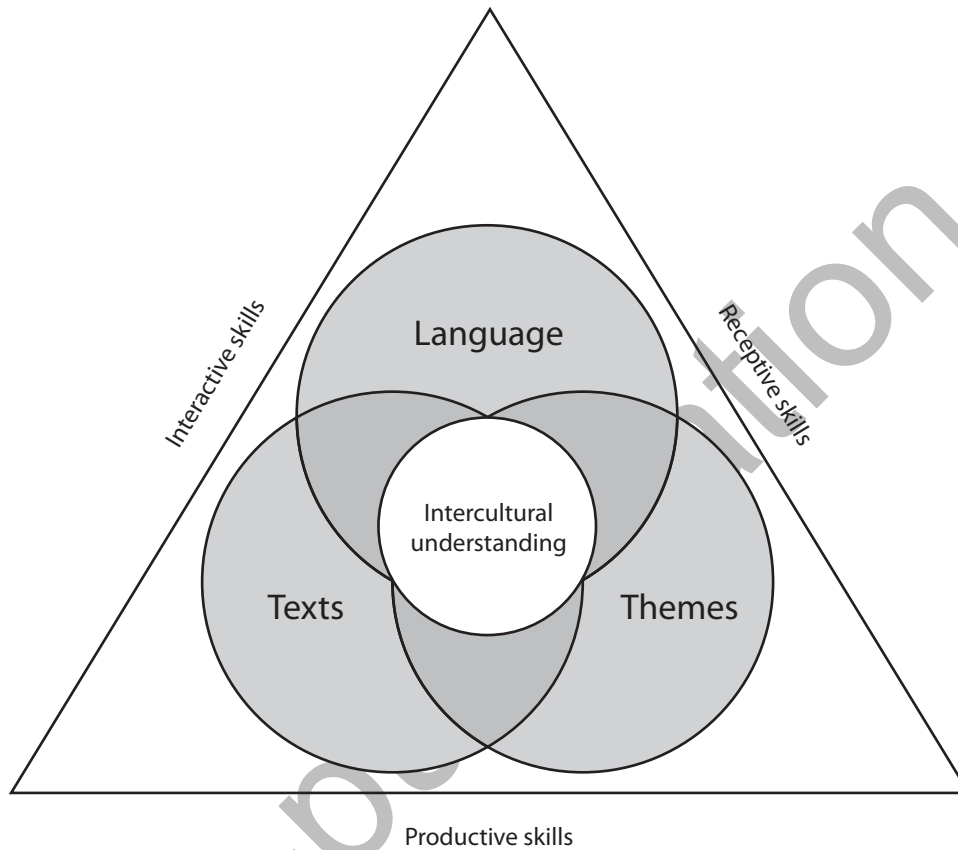 Language
Interactive skills
Receptive skills
Intercultural
understanding
Texts
Themes
Productive skills